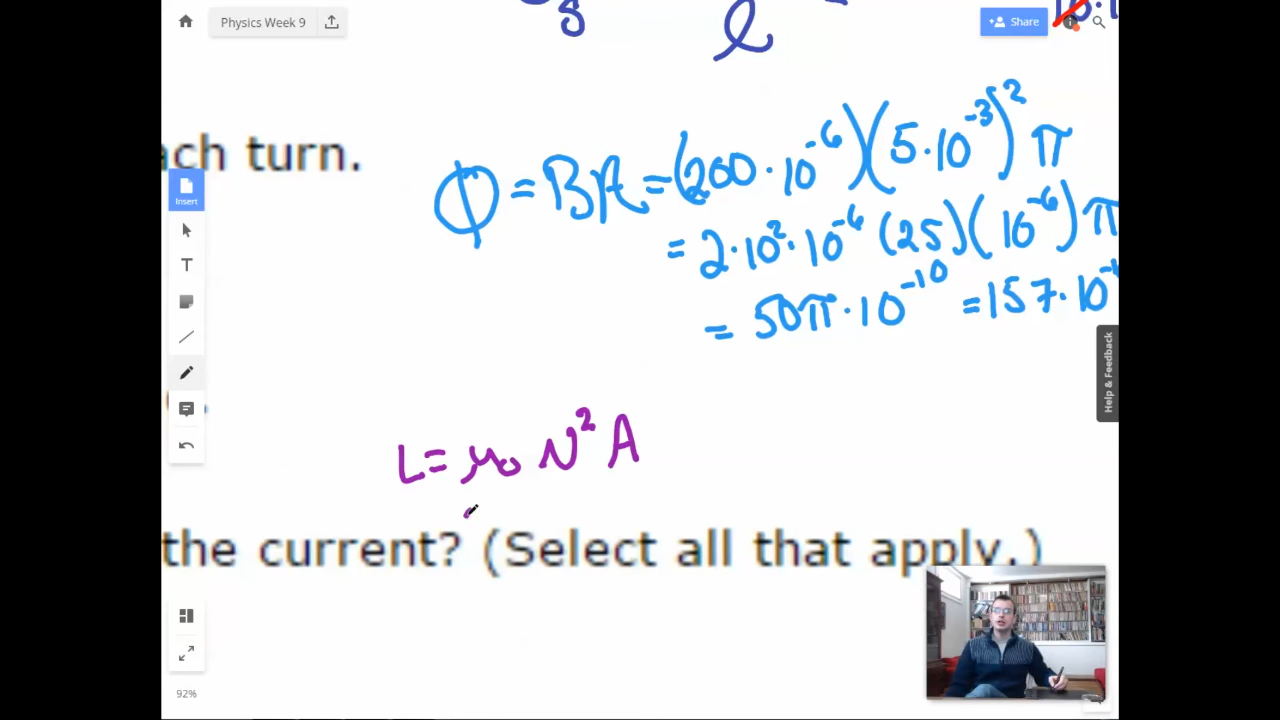 Physics Week 9
Share
l
ach turn.
Φ = BA = (200 · 10⁻⁶)(5 · 10⁻³)² π
= 2 · 10² · 10⁻⁶ (25)(10⁻⁶) π
= 50π · 10⁻¹⁰ = 157 · 10⁻
Insert
T
Help & Feedback
L = μ₀ N² A
the current? (Select all that apply.)
92%